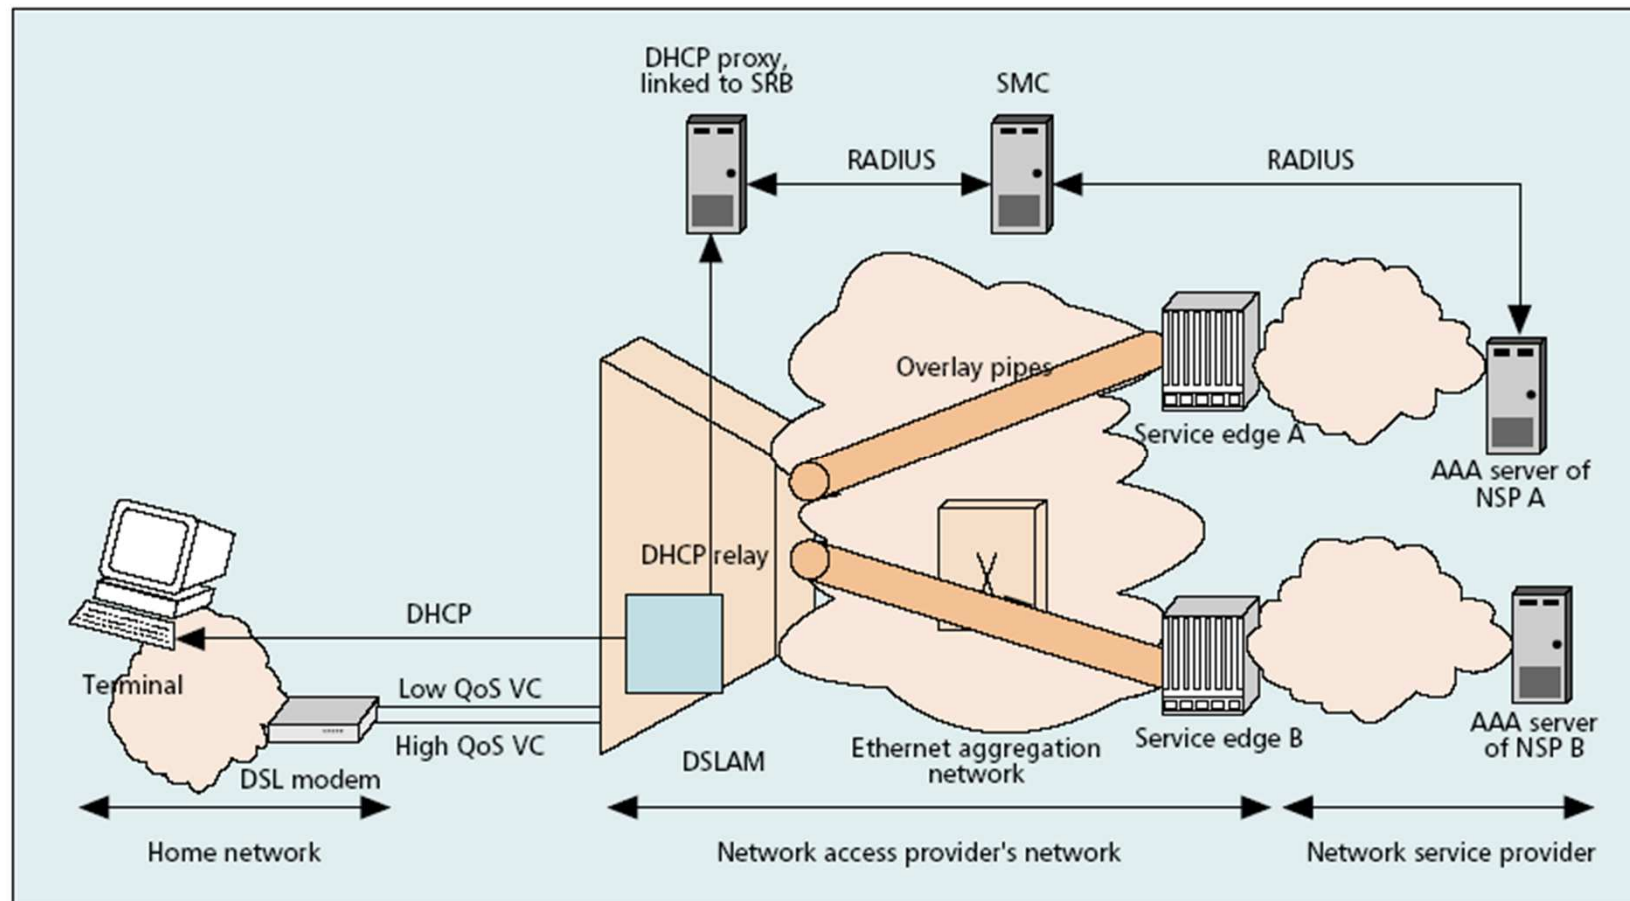 DHCP proxy,
linked to SRB
SMC
RADIUS
RADIUS
Overlay pipes
Service edge A
AAA server of
NSP A
DHCP relay
DHCP
Terminal
Low QoS VC
High QoS VC
DSL modem
DSLAM
Ethernet aggregation
network
Service edge B
AAA server
of NSP B
Home network
Network access provider's network
Network service provider